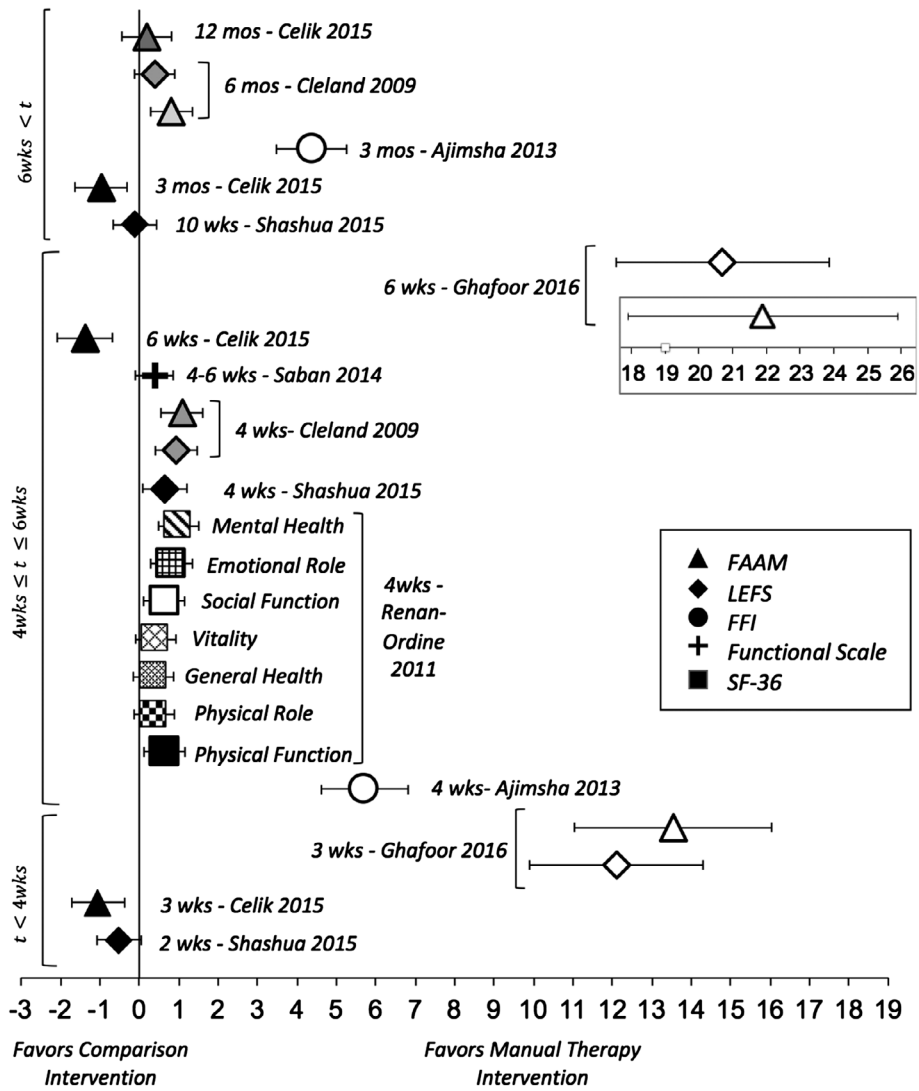 6wks < t
12 mos - Celik 2015
6 mos - Cleland 2009
3 mos - Ajimsha 2013
3 mos - Celik 2015
10 wks - Shashua 2015
4wks ≤ t ≤ 6wks
6 wks - Ghafoor 2016
18 19 20 21 22 23 24 25 26
6 wks - Celik 2015
4-6 wks - Saban 2014
4 wks- Cleland 2009
4 wks - Shashua 2015
Mental Health
Emotional Role
Social Function
Vitality
General Health
Physical Role
Physical Function
4wks -
Renan-
Ordine
2011
4 wks- Ajimsha 2013
FAAM
LEFS
FFI
Functional Scale
SF-36
t < 4wks
3 wks - Ghafoor 2016
3 wks - Celik 2015
2 wks - Shashua 2015
-3 -2 -1 0 1 2 3 4 5 6 7 8 9 10 11 12 13 14 15 16 17 18 19
Favors Comparison
Intervention
Favors Manual Therapy
Intervention